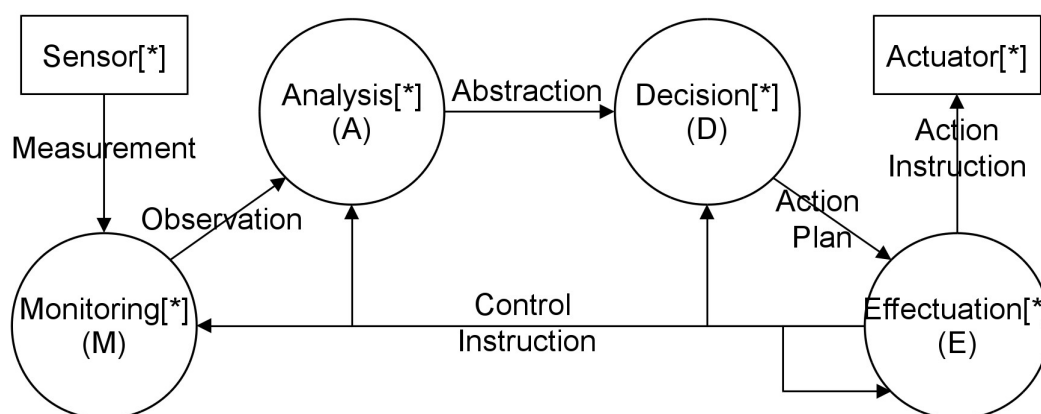 Sensor[*]
Measurement
Monitoring[*]
(M)
Observation
Analysis[*]
(A)
Abstraction
Decision[*]
(D)
Action
Plan
Effectuation[*]
(E)
Action
Instruction
Actuator[*]
Control
Instruction